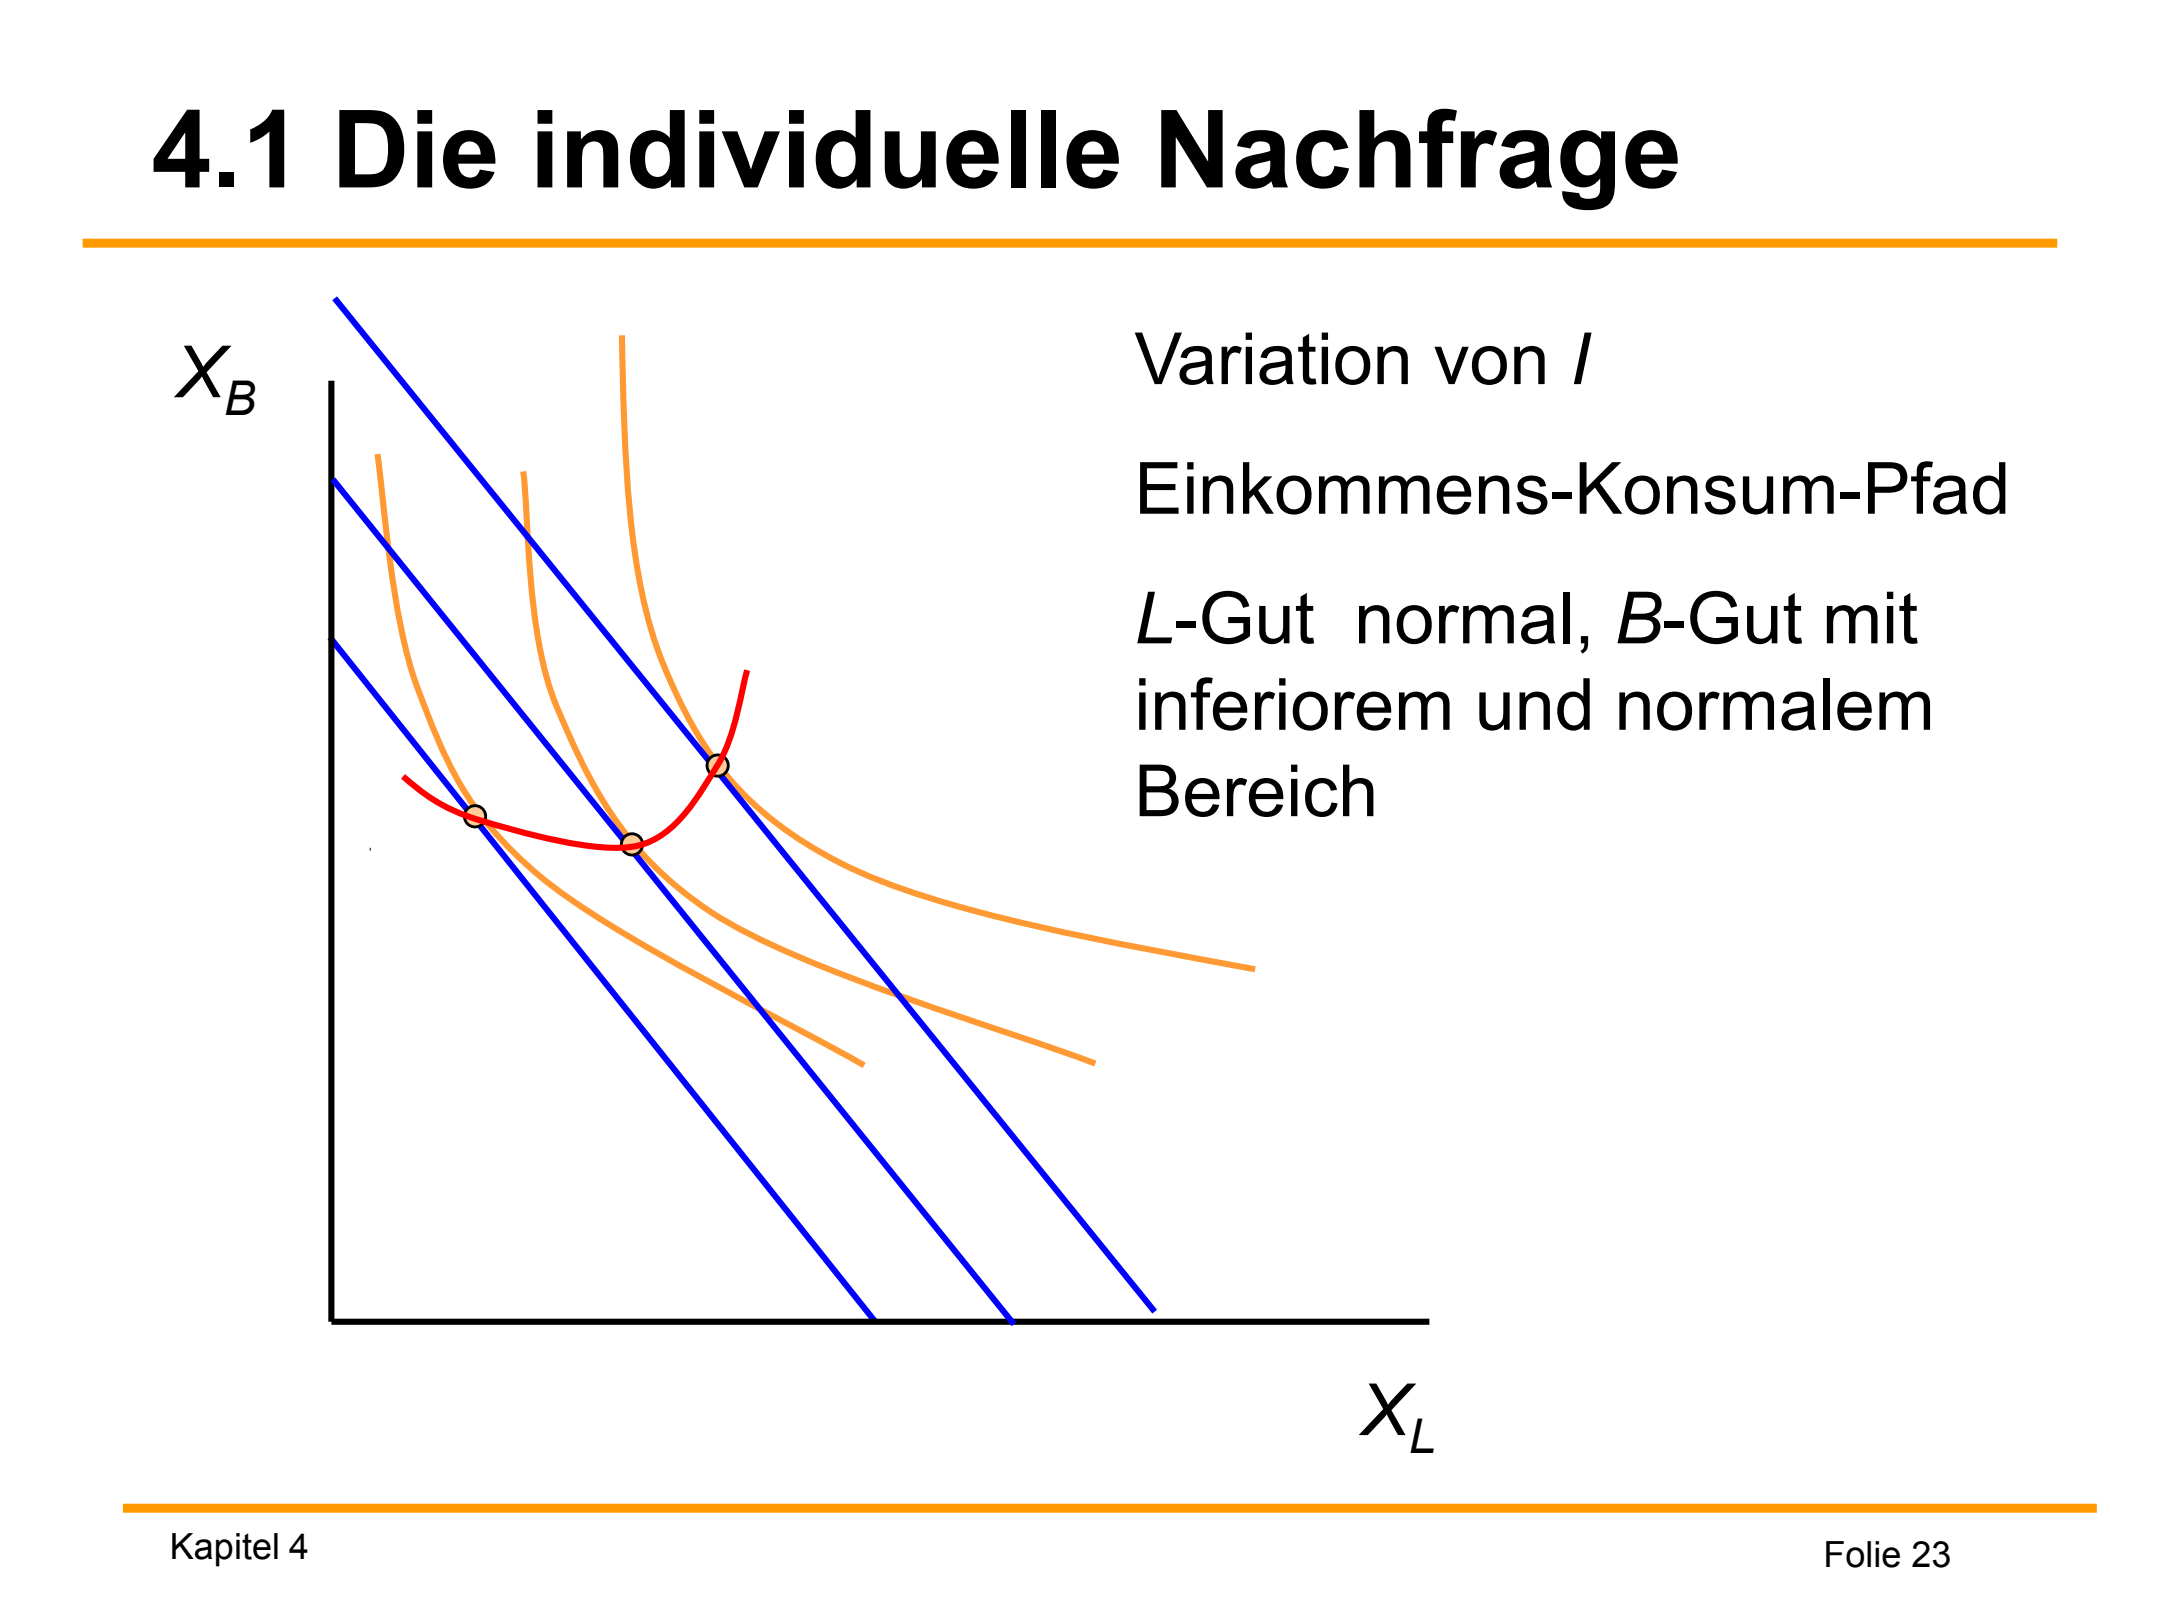 4.1 Die individuelle Nachfrage
X_B
Variation von I
Einkommens-Konsum-Pfad
L-Gut  normal, B-Gut mit
inferiorem und normalem
Bereich
X_L
Kapitel 4
Folie 23